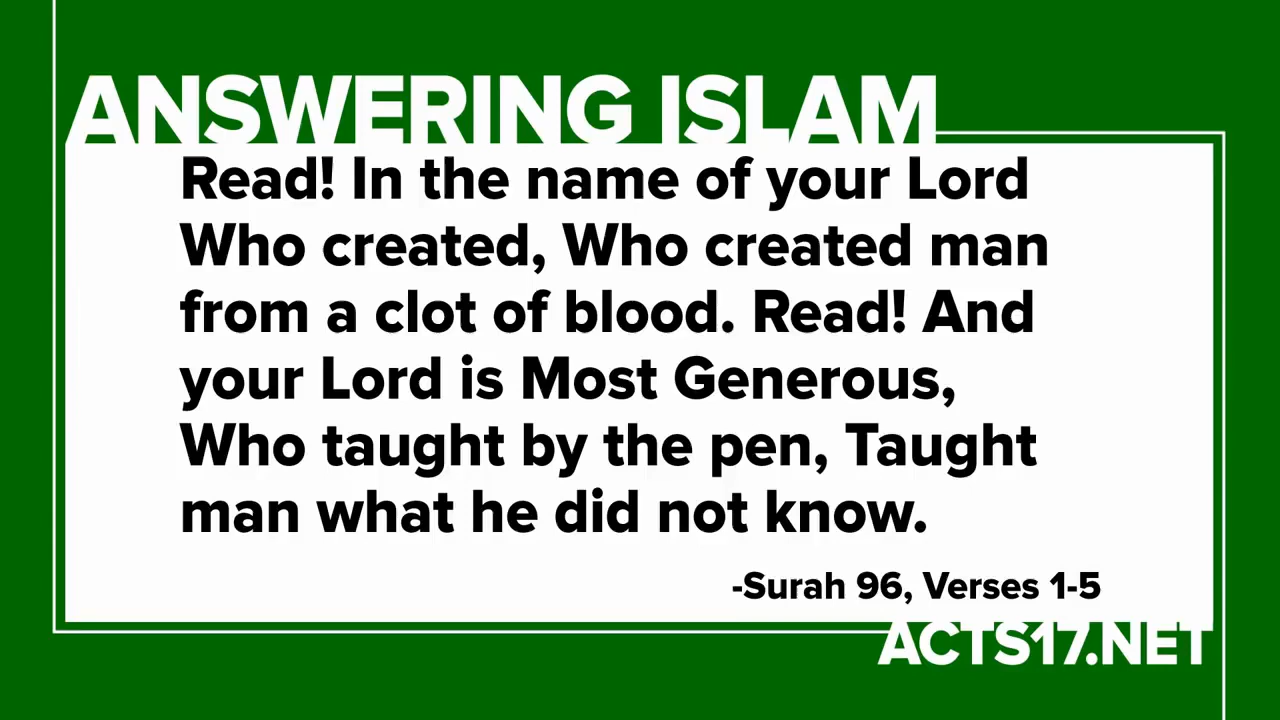 ANSWERING ISLAM
Read! In the name of your Lord
Who created, Who created man
from a clot of blood. Read! And
your Lord is Most Generous,
Who taught by the pen, Taught
man what he did not know.
-Surah 96, Verses 1-5
ACTS17.NET